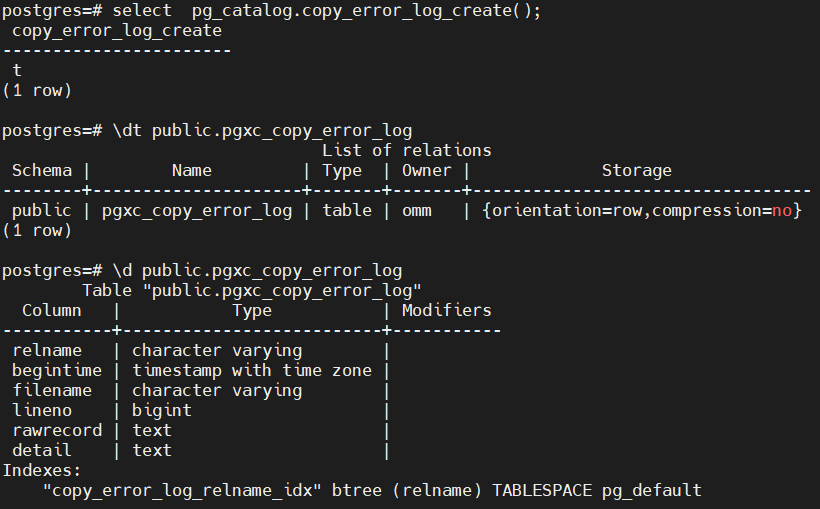 postgres=# select  pg_catalog.copy_error_log_create();
 copy_error_log_create
-----------------------
 t
(1 row)

postgres=# \dt public.pgxc_copy_error_log
                                List of relations
 Schema |        Name         | Type  | Owner |             Storage
--------+---------------------+-------+-------+----------------------------------
 public | pgxc_copy_error_log | table | omm   | {orientation=row,compression=no}
(1 row)

postgres=# \d public.pgxc_copy_error_log
        Table "public.pgxc_copy_error_log"
  Column   |           Type           | Modifiers
-----------+--------------------------+-----------
 relname   | character varying        |
 begintime | timestamp with time zone |
 filename  | character varying        |
 lineno    | bigint                   |
 rawrecord | text                     |
 detail    | text                     |
Indexes:
    "copy_error_log_relname_idx" btree (relname) TABLESPACE pg_default